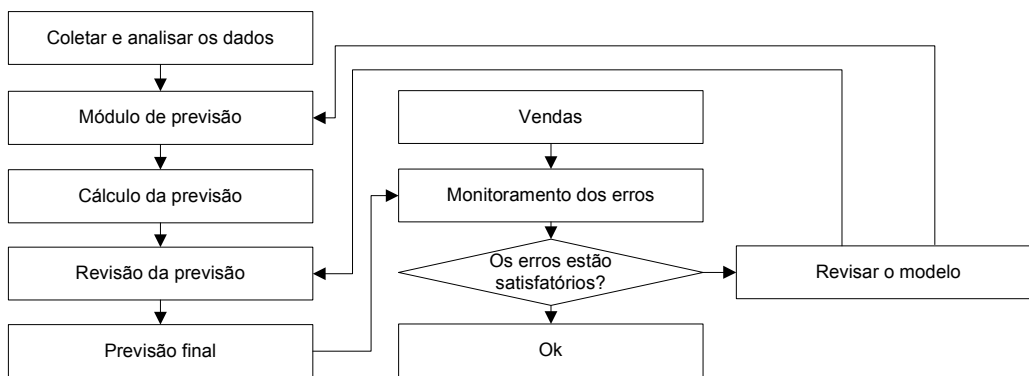 Coletar e analisar os dados
Módulo de previsão
Cálculo da previsão
Revisão da previsão
Previsão final
Vendas
Monitoramento dos erros
Os erros estão
satisfatórios?
Ok
Revisar o modelo